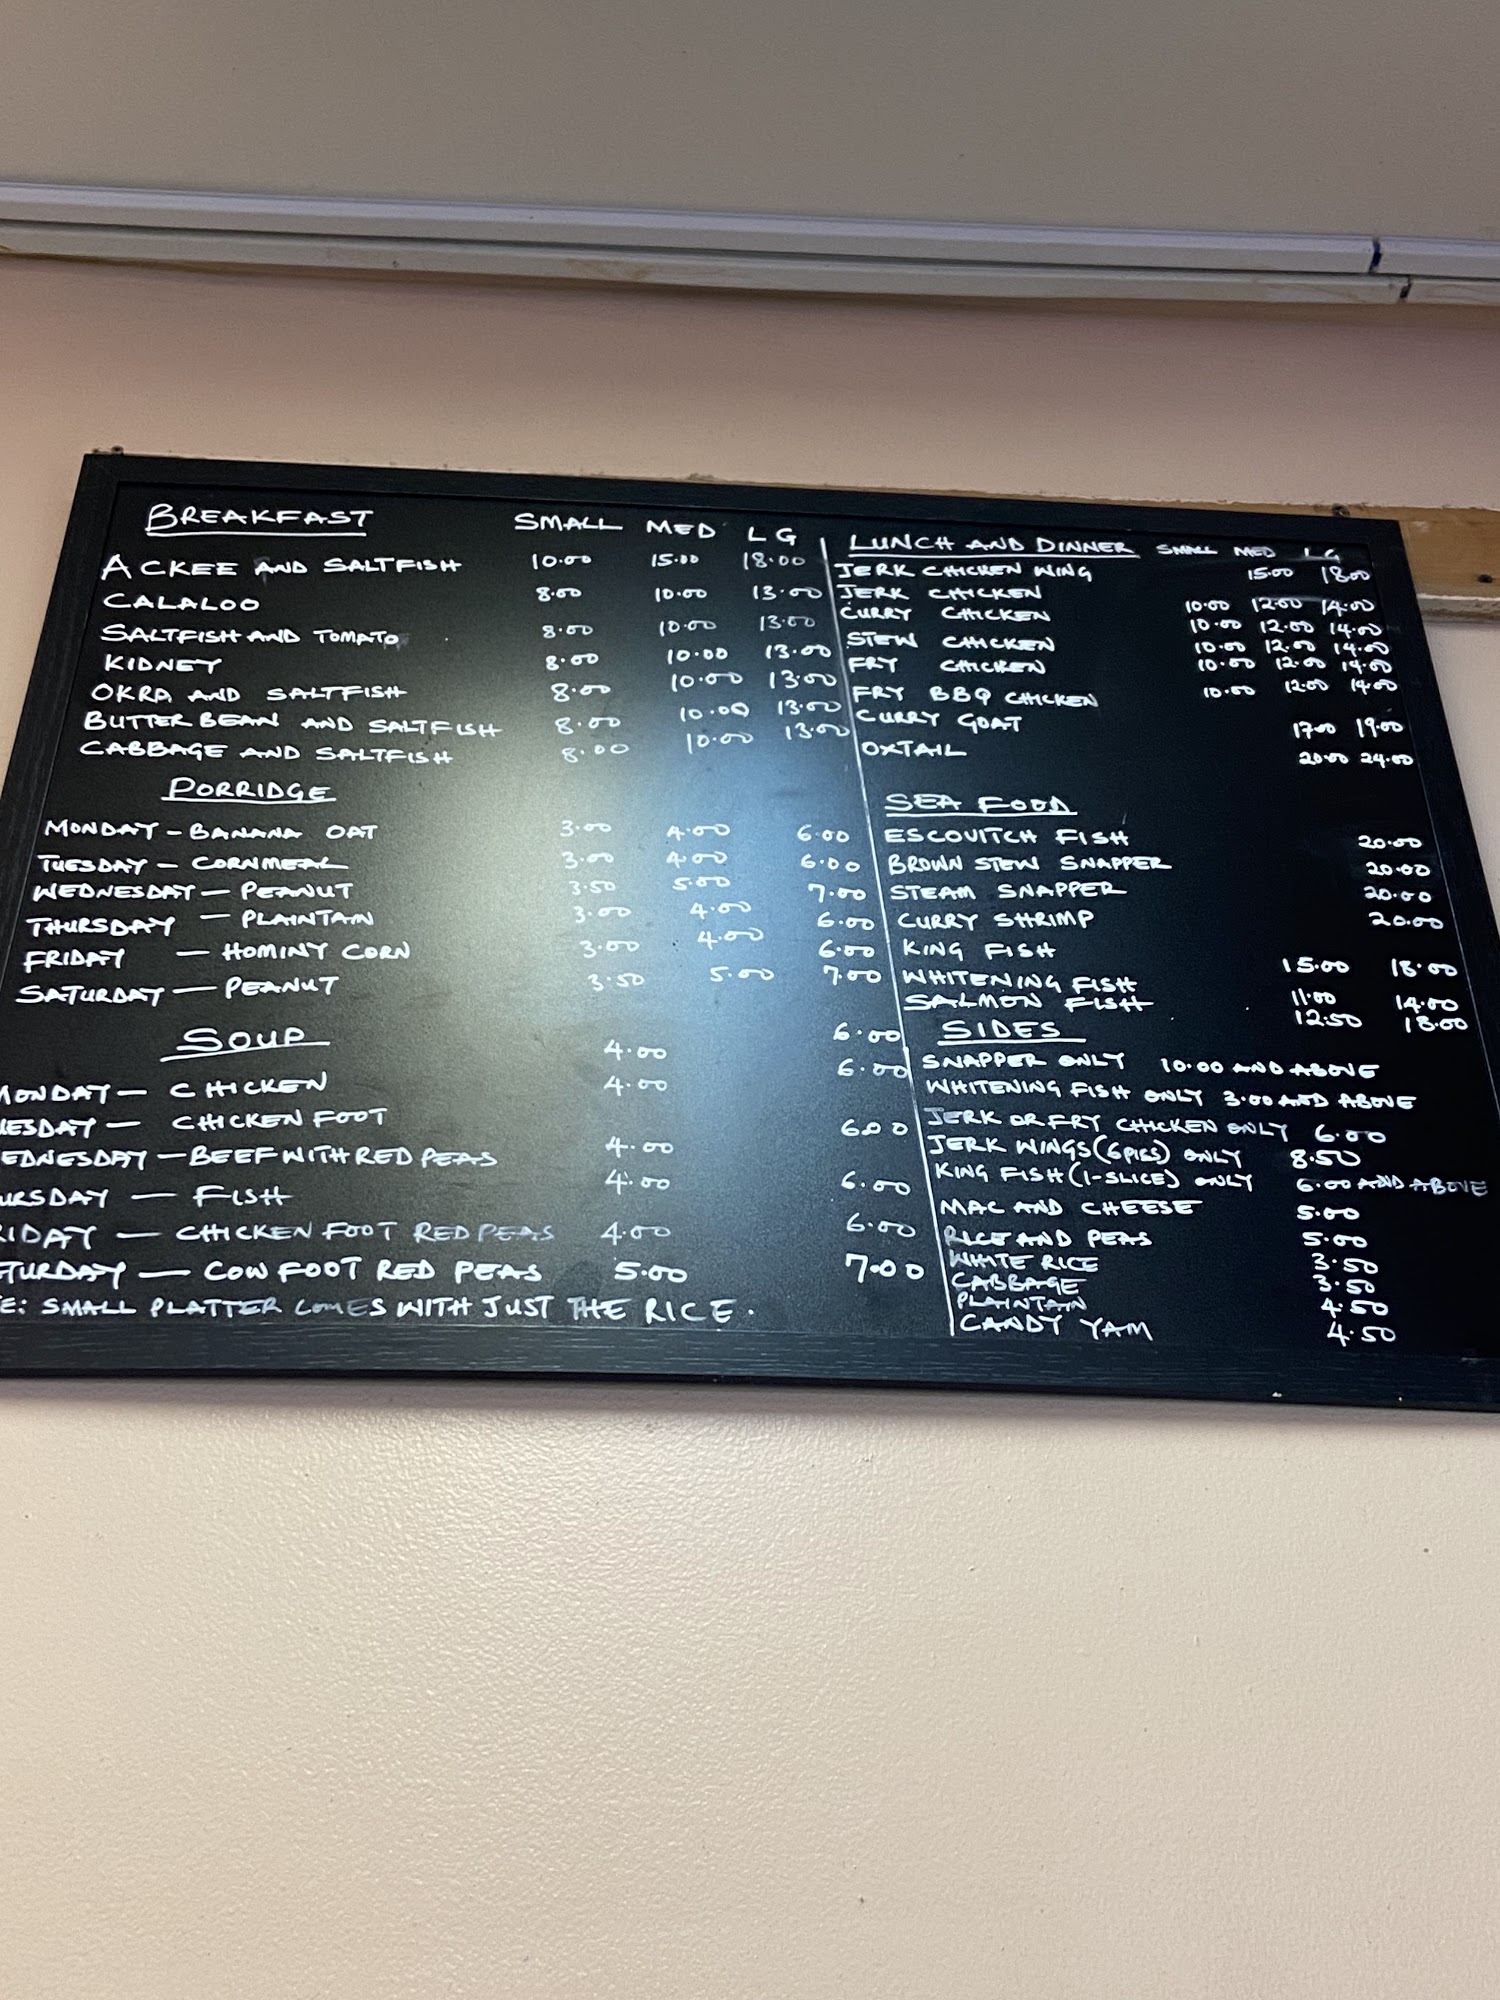 BREAKFAST SMALL MED LG
ACKEE AND SALTFISH 10.00 15.00 18.00
CALALOO 8.00 10.00 13.00
SALTFISH AND TOMATO 8.00 10.00 13.00
KIDNEY 8.00 10.00 13.00
OKRA AND SALTFISH 8.00 10.00 13.00
BUTTER BEAN AND SALTFISH 8.00 10.00 13.00
CABBAGE AND SALTFISH 8.00 10.00 13.00
PORRIDGE
MONDAY - BANANA OAT 3.00 4.00 6.00
TUESDAY - CORNMEAL 3.00 4.00 6.00
WEDNESDAY - PEANUT 3.50 5.00 7.00
THURSDAY - PLAINTAIN 3.00 4.00 6.00
FRIDAY - HOMINY CORN 3.00 4.00 6.00
SATURDAY - PEANUT 3.50 5.00 7.00
SOUP
MONDAY - CHICKEN 4.00 6.00
UESDAY - CHICKEN FOOT 4.00 6.00
EDNESDAY - BEEF WITH RED PEAS 4.00 600
URSDAY - FISH 4.00 6.00
RIDAY - CHICKEN FOOT RED PEAS 4.00 6.00
TURDAY - COW FOOT RED PEAS 5.00 7.00
E: SMALL PLATTER COMES WITH JUST THE RICE.
LUNCH AND DINNER SMALL MED LG
JERK CHICKEN WING 15.00 18.00
JERK CHICKEN 10.00 12.00 14.00
CURRY CHICKEN 10.00 12.00 14.00
STEW CHICKEN 10.00 12.00 14.00
FRY CHICKEN 10.00 12.00 14.00
FRY BBQ CHICKEN 10.00 12.00 14.00
CURRY GOAT 17.00 19.00
OXTAIL 20.00 24.00
SEA FOOD
ESCOVITCH FISH 20.00
BROWN STEW SNAPPER 20.00
STEAM SNAPPER 20.00
CURRY SHRIMP 20.00
KING FISH 15.00 18.00
WHITENING FISH 11.00 14.00
SALMON FISH 12.50 18.00
SIDES
SNAPPER ONLY 10.00 AND ABOVE
WHITENING FISH ONLY 3.00 AND ABOVE
JERK OR FRY CHICKEN ONLY 6.00
JERK WINGS (6PIES) ONLY 8.50
KING FISH (1-SLICE) ONLY 6.00 AND ABOVE
MAC AND CHEESE 5.00
RICE AND PEAS 5.00
WHITE RICE 3.50
CABBAGE 3.50
PLAINTAIN 4.50
CANDY YAM 4.50